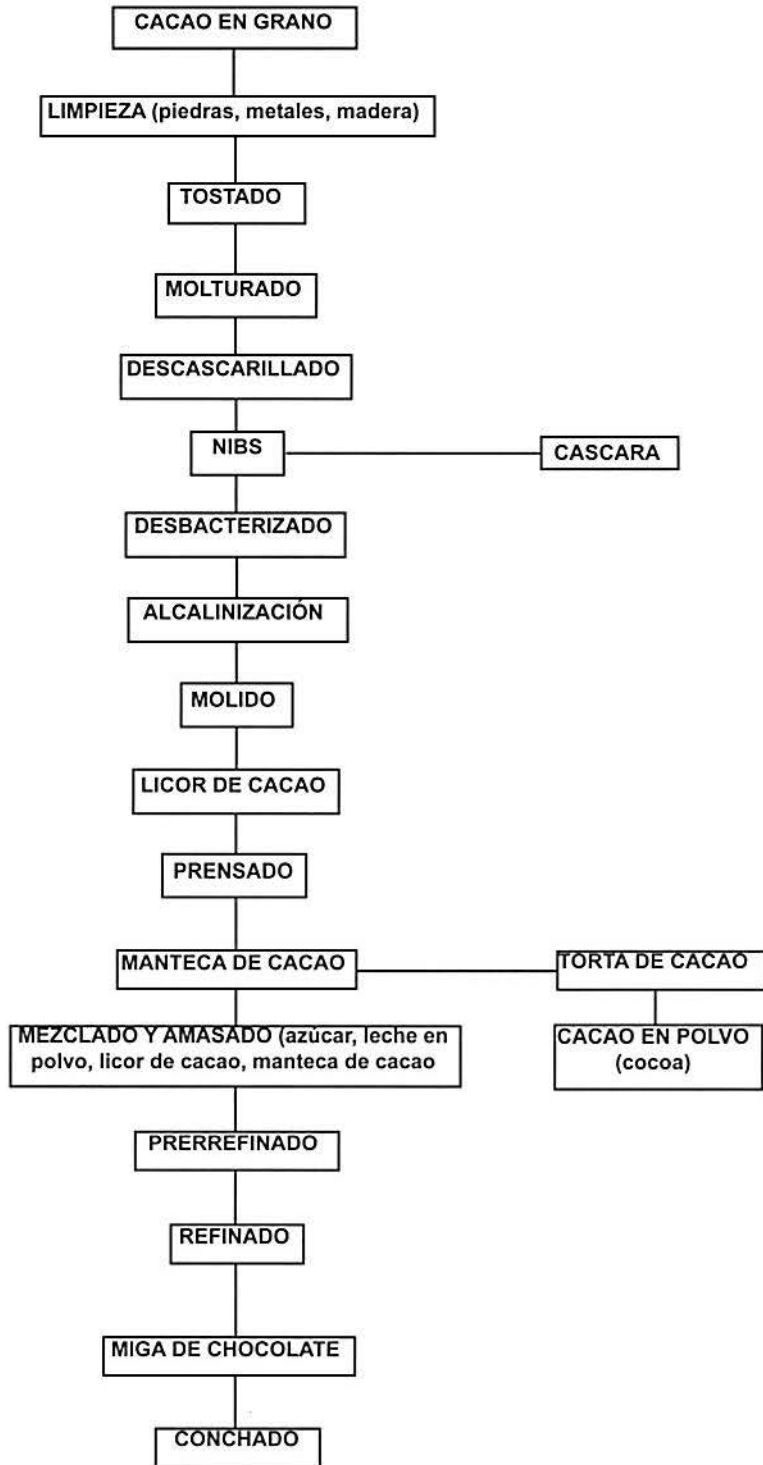 CACAO EN GRANO
LIMPIEZA (piedras, metales, madera)
TOSTADO
MOLTURADO
DESCASCARILLADO
NIBS
CASCARA
DESBACTERIZADO
ALCALINIZACIÓN
MOLIDO
LICOR DE CACAO
PRENSADO
MANTECA DE CACAO
TORTA DE CACAO
MEZCLADO Y AMASADO (azúcar, leche en
polvo, licor de cacao, manteca de cacao
CACAO EN POLVO
(cocoa)
PRERREFINADO
REFINADO
MIGA DE CHOCOLATE
CONCHADO